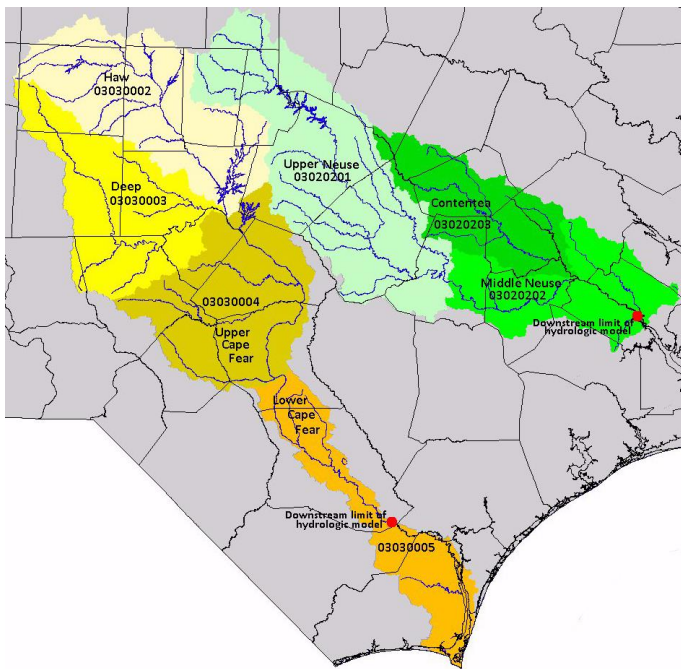 Haw
03030002
Upper Neuse
03020201
Deep
03030003
Contentea
03020203
Middle Neuse
03020202
03030004
Upper
Cape
Fear
Downstream limit of
hydrologic model
Lower
Cape
Fear
Downstream limit of
hydrologic model
03030005